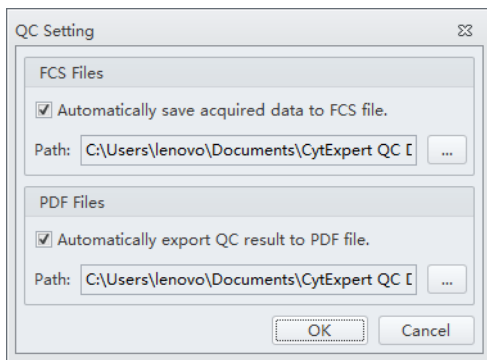 QC Setting
FCS Files
Automatically save acquired data to FCS file.
Path: C:\Users\lenovo\Documents\CytExpert QC D ...
PDF Files
Automatically export QC result to PDF file.
Path: C:\Users\lenovo\Documents\CytExpert QC D ...
OK Cancel